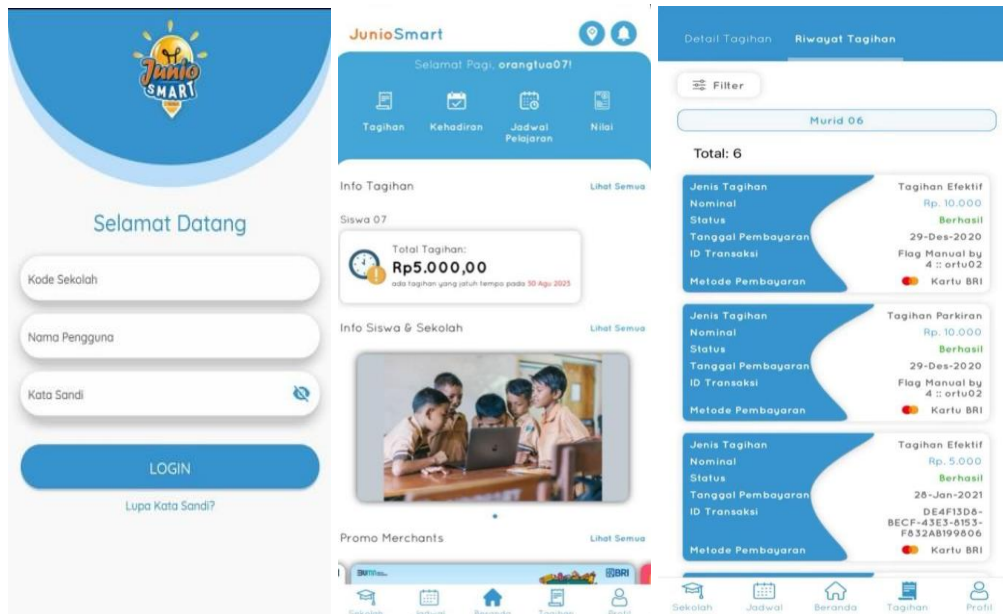 Junio
SMART
Selamat Datang
Kode Sekolah
Nama Pengguna
Kata Sandi
LOGIN
Lupa Kata Sandi?
JunioSmart
Selamat Pagi, orangtua07!
Tagihan
Kehadiran
Jadwal
Pelajaran
Nilai
Info Tagihan
Lihat Semua
Siswa 07
Total Tagihan:
Rp5.000,00
ada tagihan yang jatuh tempo pada 30 Agu 2025
Info Siswa & Sekolah
Lihat Semua
Promo Merchants
Lihat Semua
BUMN
BRI
Sekolah
Jadwal
Beranda
Tagihan
Profil
Detail Tagihan
Riwayat Tagihan
Filter
Murid 06
Total: 6
Jenis Tagihan Tagihan Efektif
Nominal Rp. 10.000
Status Berhasil
Tanggal Pembayaran 29-Des-2020
ID Transaksi Flag Manual by
4 :: ortu02
Metode Pembayaran Kartu BRI
Jenis Tagihan Tagihan Parkiran
Nominal Rp. 10.000
Status Berhasil
Tanggal Pembayaran 29-Des-2020
ID Transaksi Flag Manual by
4 :: ortu02
Metode Pembayaran Kartu BRI
Jenis Tagihan Tagihan Efektif
Nominal Rp. 5.000
Status Berhasil
Tanggal Pembayaran 28-Jan-2021
ID Transaksi DE4F13D8-
BECF-43E3-8153-
F832AB199806
Metode Pembayaran Kartu BRI
Sekolah
Jadwal
Beranda
Tagihan
Profil